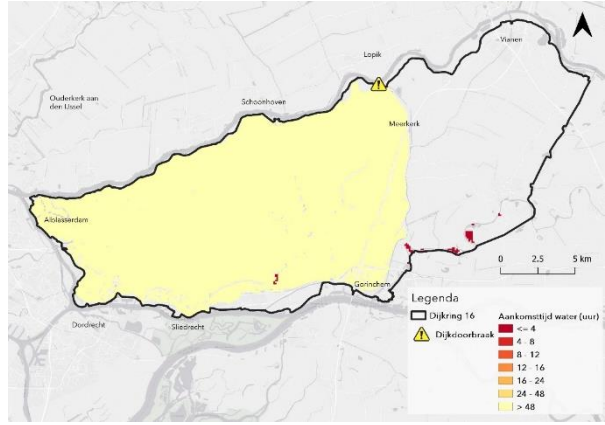 Vianen
Lopik
Ouderkerk aan
den IJssel
Schoonhoven
Meerkerk
Alblasserdam
Gorinchem
Dordrecht
Sliedrecht
0 2.5 5 km
Legenda
Dijkring 16
Dijkdoorbraak
Aankomsttijd water (uur)
<= 4
4 - 8
8 - 12
12 - 16
16 - 24
24 - 48
> 48